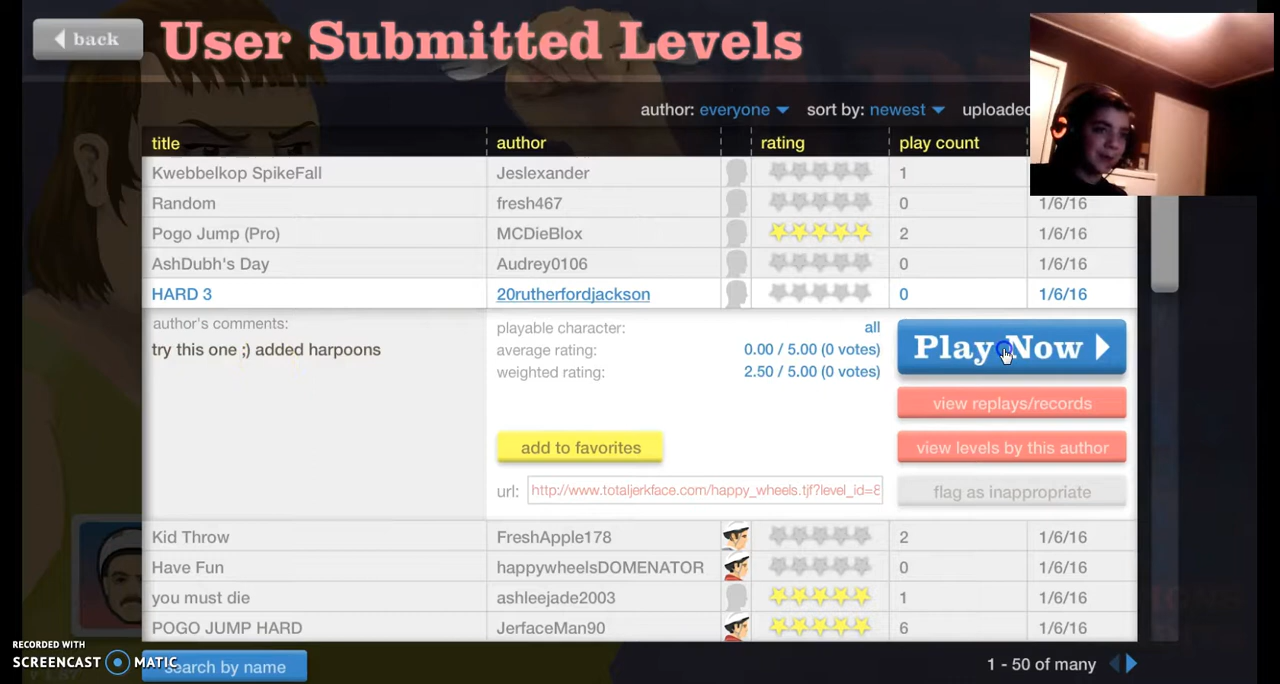 back
User Submitted Levels
author: everyone sort by: newest uploaded
title author rating play count
Kwebbelkop SpikeFall Jeslexander 1
Random fresh467 0 1/6/16
Pogo Jump (Pro) MCDieBlox 2 1/6/16
AshDubh's Day Audrey0106 0 1/6/16
HARD 3 20rutherfordjackson 0 1/6/16
author's comments:
try this one ;) added harpoons
playable character: all
average rating: 0.00 / 5.00 (0 votes)
weighted rating: 2.50 / 5.00 (0 votes)
add to favorites
url: http://www.totaljerkface.com/happy_wheels.tjf?level_id=8
Play Now
view replays/records
view levels by this author
flag as inappropriate
Kid Throw FreshApple178 2 1/6/16
Have Fun happywheelsDOMENATOR 0 1/6/16
you must die ashleejade2003 1 1/6/16
POGO JUMP HARD JerfaceMan90 6 1/6/16
RECORDED WITH
SCREENCAST MATIC
search by name 1 - 50 of many